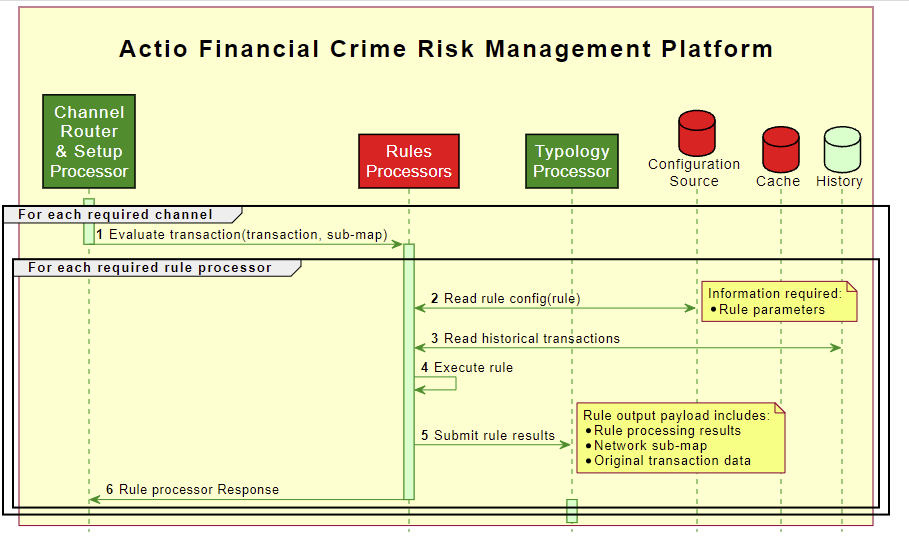 Actio Financial Crime Risk Management Platform
Channel
Router
& Setup
Processor
Rules
Processors
Typology
Processor
Configuration
Source
Cache
History
For each required channel
1 Evaluate transaction(transaction, sub-map)
For each required rule processor
2 Read rule config(rule)
Information required:
• Rule parameters
3 Read historical transactions
4 Execute rule
5 Submit rule results
Rule output payload includes:
• Rule processing results
• Network sub-map
• Original transaction data
6 Rule processor Response